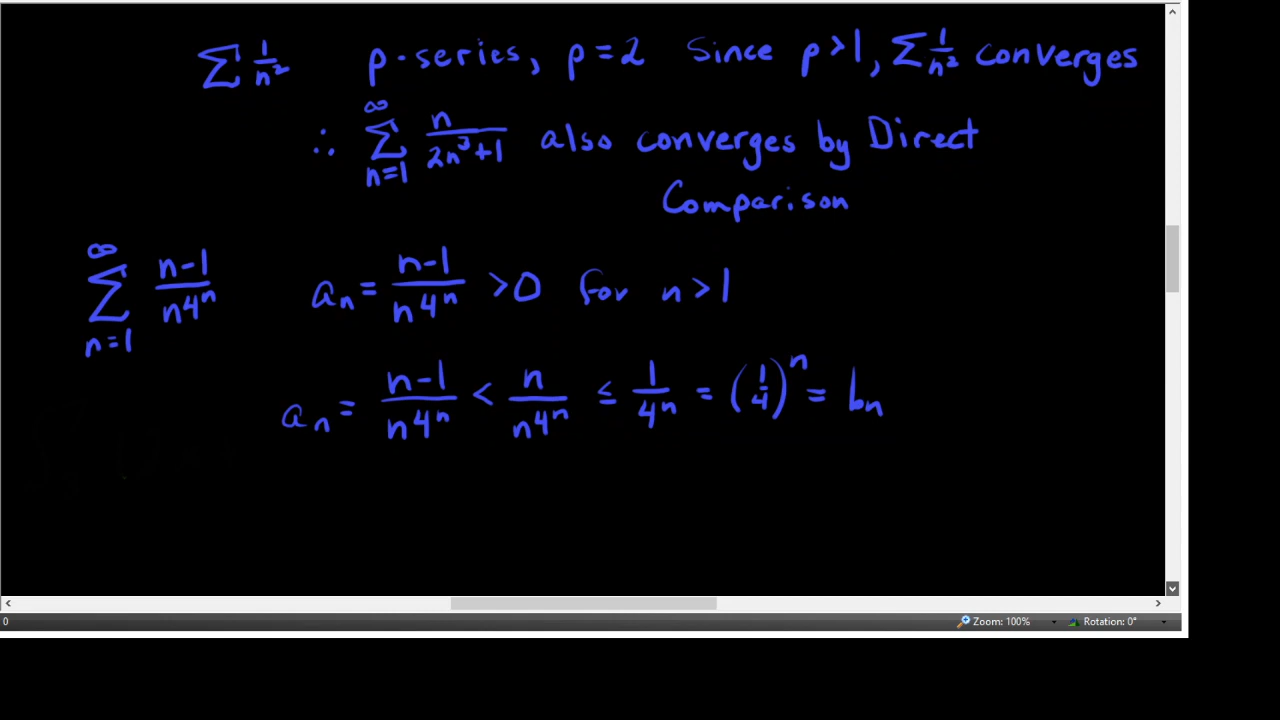 ∑ 1/n² p-series, p = 2 Since p > 1, ∑ 1/n² converges
∴ ∑_{n=1}^{∞} n/(2n³+1) also converges by Direct
Comparison
∑_{n=1}^{∞} (n-1)/(n4ⁿ) aₙ = (n-1)/(n4ⁿ) > 0 for n > 1
aₙ = (n-1)/(n4ⁿ) < n/(n4ⁿ) ≤ 1/4ⁿ = (1/4)ⁿ = bₙ
0 Zoom: 100% Rotation: 0°